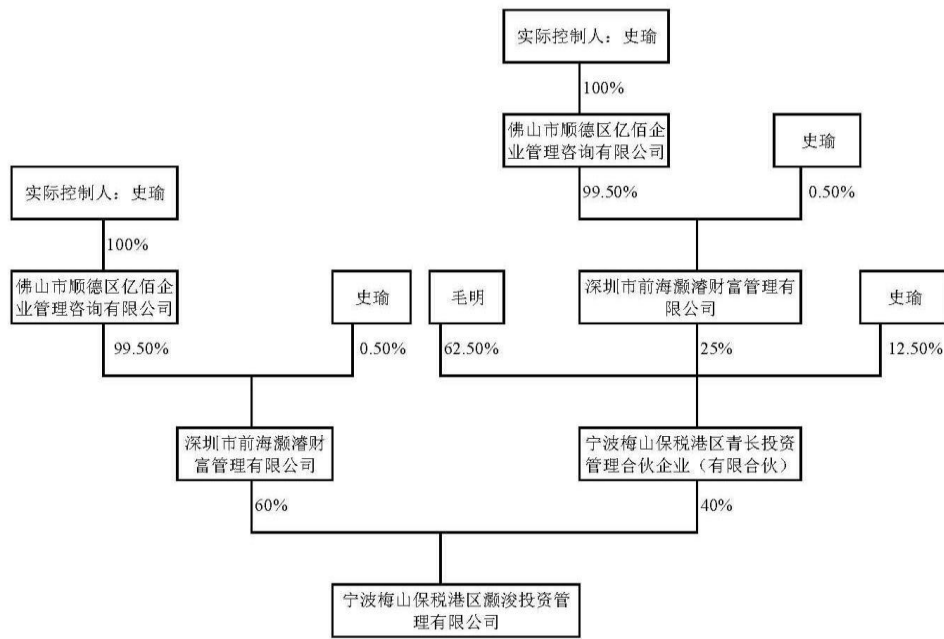 实际控制人：史瑜
100%
佛山市顺德区亿佰企
业管理咨询有限公司
史瑜
99.50%
0.50%
实际控制人：史瑜
100%
佛山市顺德区亿佰企
业管理咨询有限公司
史瑜
毛明
深圳市前海灏濬财富管理有
限公司
史瑜
99.50%
0.50%
62.50%
25%
12.50%
深圳市前海灏濬财
富管理有限公司
宁波梅山保税港区青长投资
管理合伙企业（有限合伙）
60%
40%
宁波梅山保税港区灏浚投资管
理有限公司